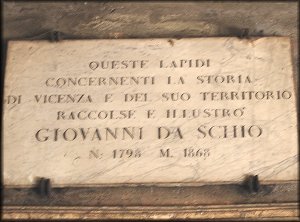 QUESTE LAPIDI
CONCERNENTI LA STORIA
DI VICENZA E DEL SUO TERRITORIO
RACCOLSE E ILLUSTRÒ
GIOVANNI DA SCHIO
N. 1798 M. 1868